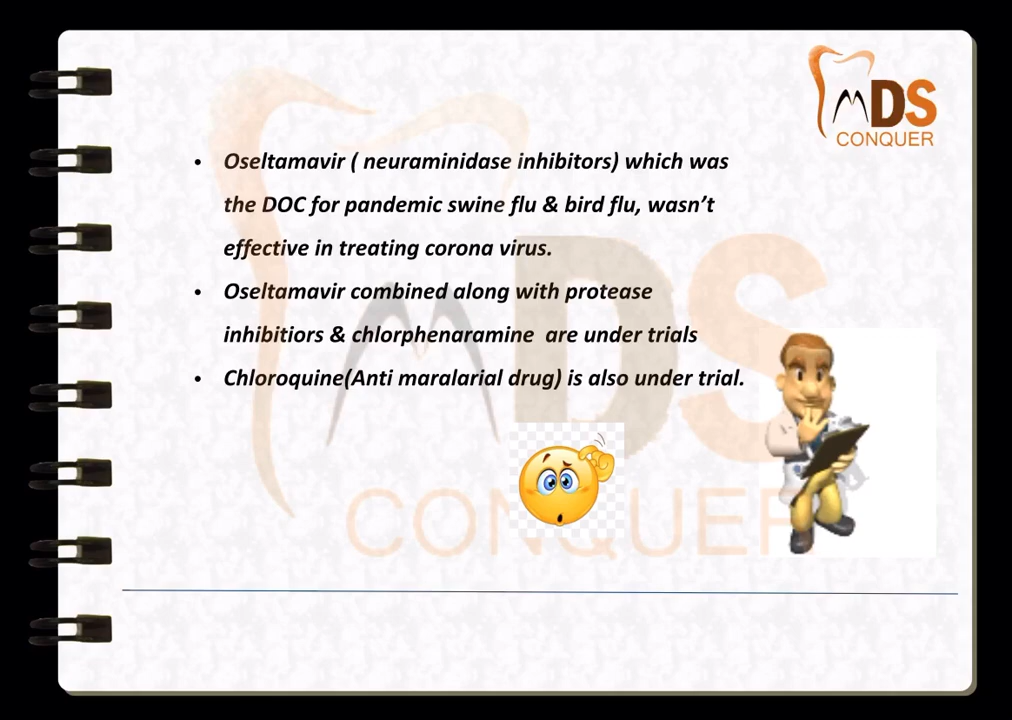 MDS
CONQUER
• Oseltamavir ( neuraminidase inhibitors) which was
the DOC for pandemic swine flu & bird flu, wasn't
effective in treating corona virus.
• Oseltamavir combined along with protease
inhibitiors & chlorphenaramine are under trials
• Chloroquine(Anti maralarial drug) is also under trial.
MDS
CONQUER